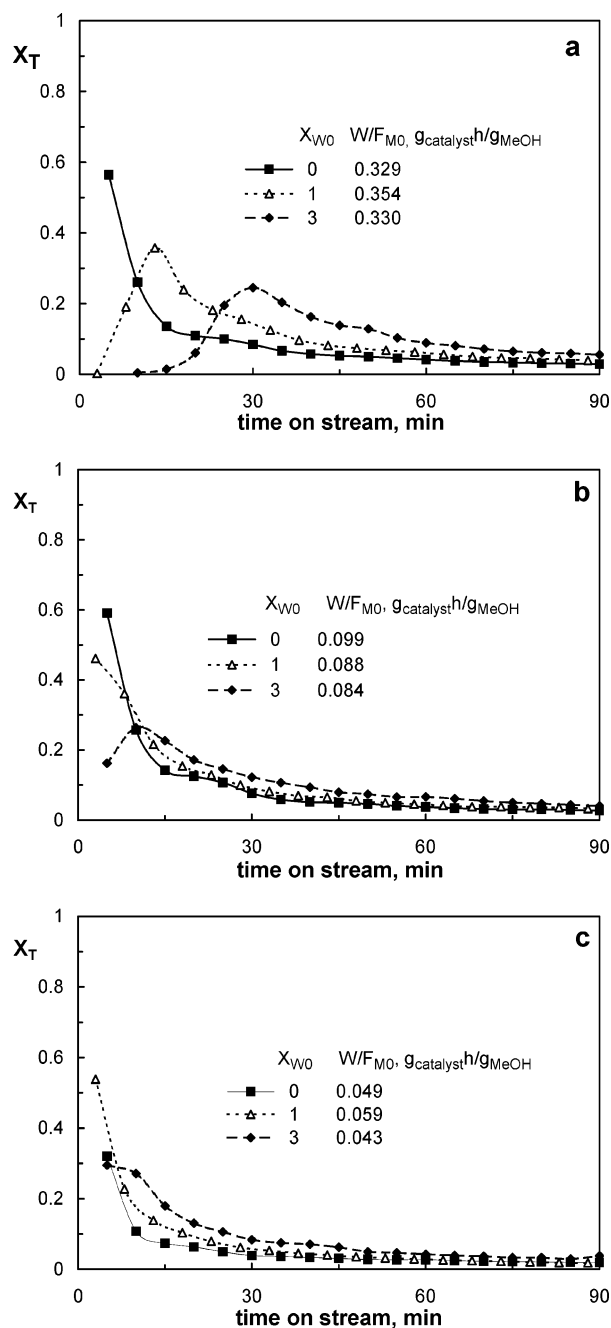 a
X_T
1
0.8
0.6
0.4
0.2
0
X_W0 W/F_M0, g_catalyst h/g_MeOH
0 0.329
1 0.354
3 0.330
0 30 60 90
time on stream, min
b
X_T
1
0.8
0.6
0.4
0.2
0
X_W0 W/F_M0, g_catalyst h/g_MeOH
0 0.099
1 0.088
3 0.084
0 30 60 90
time on stream, min
c
X_T
1
0.8
0.6
0.4
0.2
0
X_W0 W/F_M0, g_catalyst h/g_MeOH
0 0.049
1 0.059
3 0.043
0 30 60 90
time on stream, min